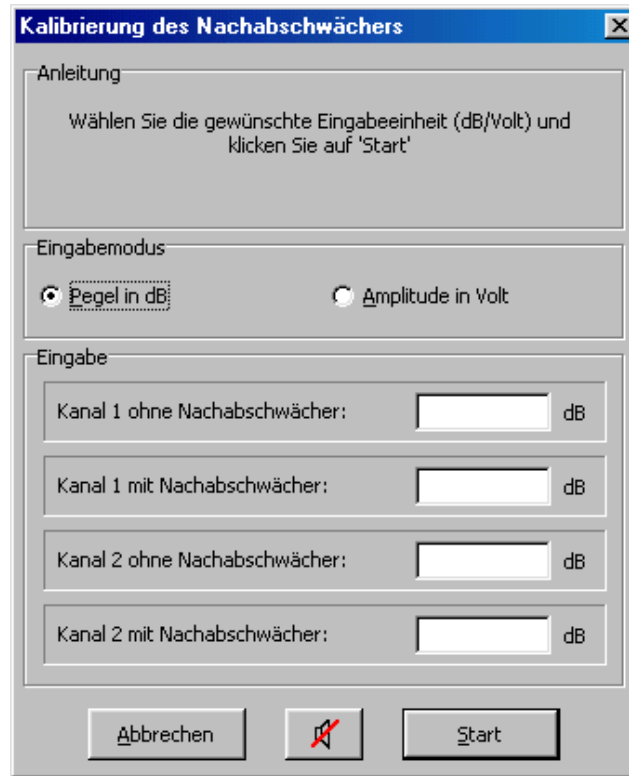 Kalibrierung des Nachabschwächers
Anleitung
Wählen Sie die gewünschte Eingabeeinheit (dB/Volt) und
klicken Sie auf 'Start'
Eingabemodus
Pegel in dB Amplitude in Volt
Eingabe
Kanal 1 ohne Nachabschwächer: dB
Kanal 1 mit Nachabschwächer: dB
Kanal 2 ohne Nachabschwächer: dB
Kanal 2 mit Nachabschwächer: dB
Abbrechen Start